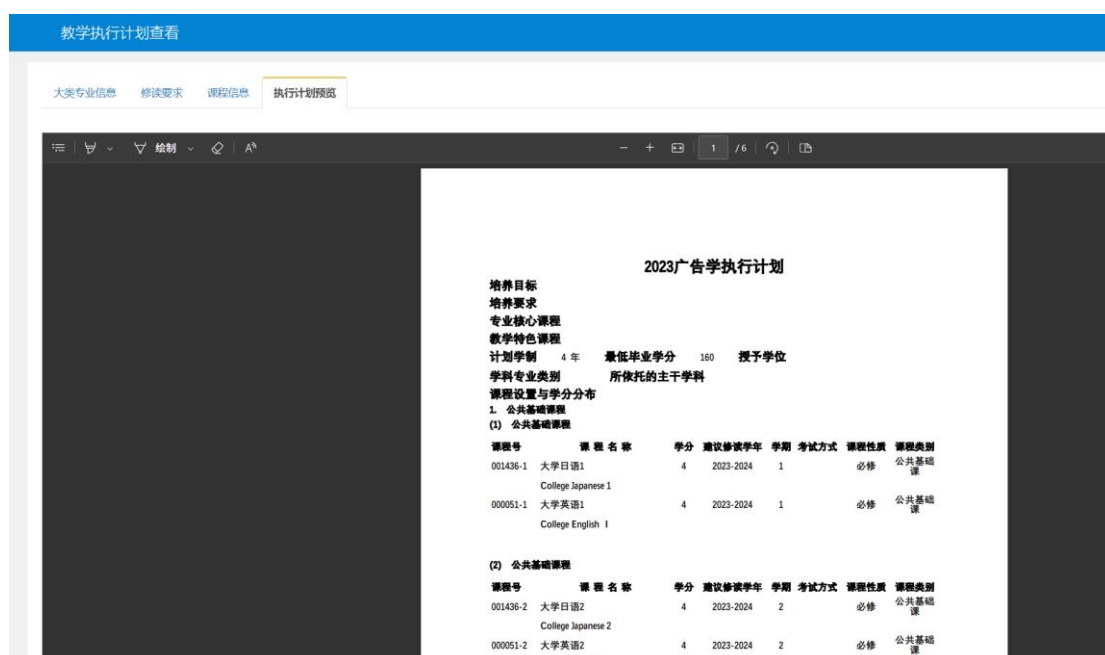 教学执行计划查看
大类专业信息 修读要求 课程信息 执行计划预览
绘制 A 1 /6
2023广告学执行计划
培养目标
培养要求
专业核心课程
教学特色课程
计划学制 4 年 最低毕业学分 160 授予学位
学科专业类别 所依托的主干学科
课程设置与学分分布
1. 公共基础课程
(1) 公共基础课程
课程号 课 程 名 称 学分 建议修读学年 学期 考试方式 课程性质 课程类别
001436-1 大学日语1 4 2023-2024 1 必修 公共基础课
College Japanese 1
000051-1 大学英语1 4 2023-2024 1 必修 公共基础课
College English Ⅰ
(2) 公共基础课程
课程号 课 程 名 称 学分 建议修读学年 学期 考试方式 课程性质 课程类别
001436-2 大学日语2 4 2023-2024 2 必修 公共基础课
College Japanese 2
000051-2 大学英语2 4 2023-2024 2 必修 公共基础课